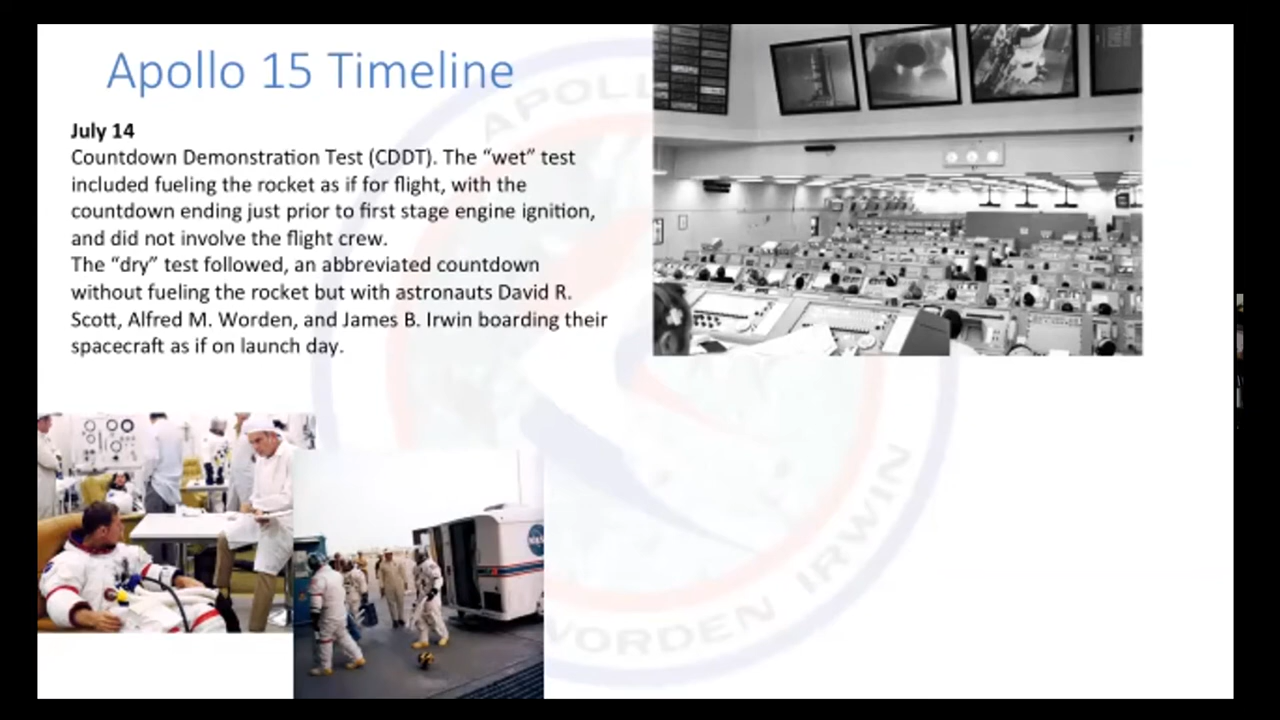 Apollo 15 Timeline
July 14
Countdown Demonstration Test (CDDT). The “wet” test
included fueling the rocket as if for flight, with the
countdown ending just prior to first stage engine ignition,
and did not involve the flight crew.
The “dry” test followed, an abbreviated countdown
without fueling the rocket but with astronauts David R.
Scott, Alfred M. Worden, and James B. Irwin boarding their
spacecraft as if on launch day.
NASA
WORDEN IRWIN